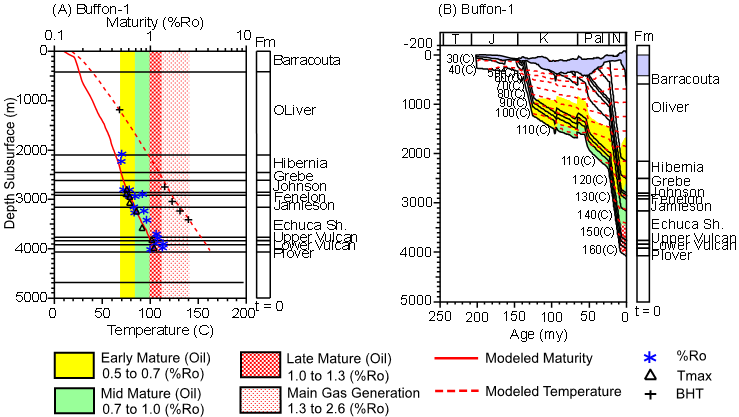 (A) Buffon-1
Maturity (%Ro)
0.1 1 10
Fm
0
-1000
-2000
3000
4000
5000
Depth Subsurface (m)
0 50 100 150 200
Temperature (C)
t = 0
Barracouta
OLiver
Hibernia
Grebe
Johnson
Fenelon
Jamieson
Echuca Sh.
Upper Vulcan
Lower Vulcan
Plover
(B) Buffon-1
Fm
T J K Pal N
-200
0
1000
2000
3000
4000
5000
30(C)
40(C)
60(C)
70(C)
80(C)
90(C)
100(C)
110(C)
110(C)
120(C)
130(C)
140(C)
150(C)
160(C)
250 200 150 100 50 0
Age (my)
t = 0
Barracouta
Oliver
Hibernia
Grebe
Johnson
Fenelon
Jamieson
Echuca Sh.
Upper Vulcan
Lower Vulcan
Plover
Early Mature (Oil)
0.5 to 0.7 (%Ro)
Mid Mature (Oil)
0.7 to 1.0 (%Ro)
Late Mature (Oil)
1.0 to 1.3 (%Ro)
Main Gas Generation
1.3 to 2.6 (%Ro)
Modeled Maturity
Modeled Temperature
%Ro
Tmax
BHT